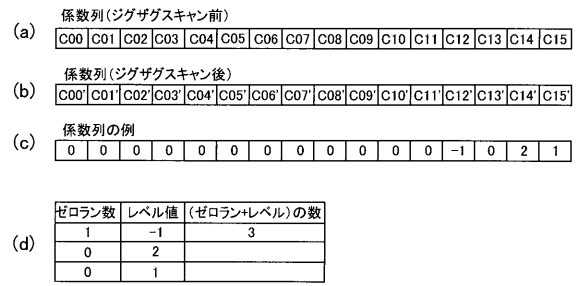 係数列(ジグザグスキャン前)
(a) C00 C01 C02 C03 C04 C05 C06 C07 C08 C09 C10 C11 C12 C13 C14 C15
係数列(ジグザグスキャン後)
(b) C00' C01' C02' C03' C04' C05' C06' C07' C08' C09' C10' C11' C12' C13' C14' C15'
係数列の例
(c) 0 0 0 0 0 0 0 0 0 0 0 0 -1 0 2 1
(d)
ゼロラン数 レベル値 (ゼロラン+レベル)の数
1 -1 3
0 2
0 1